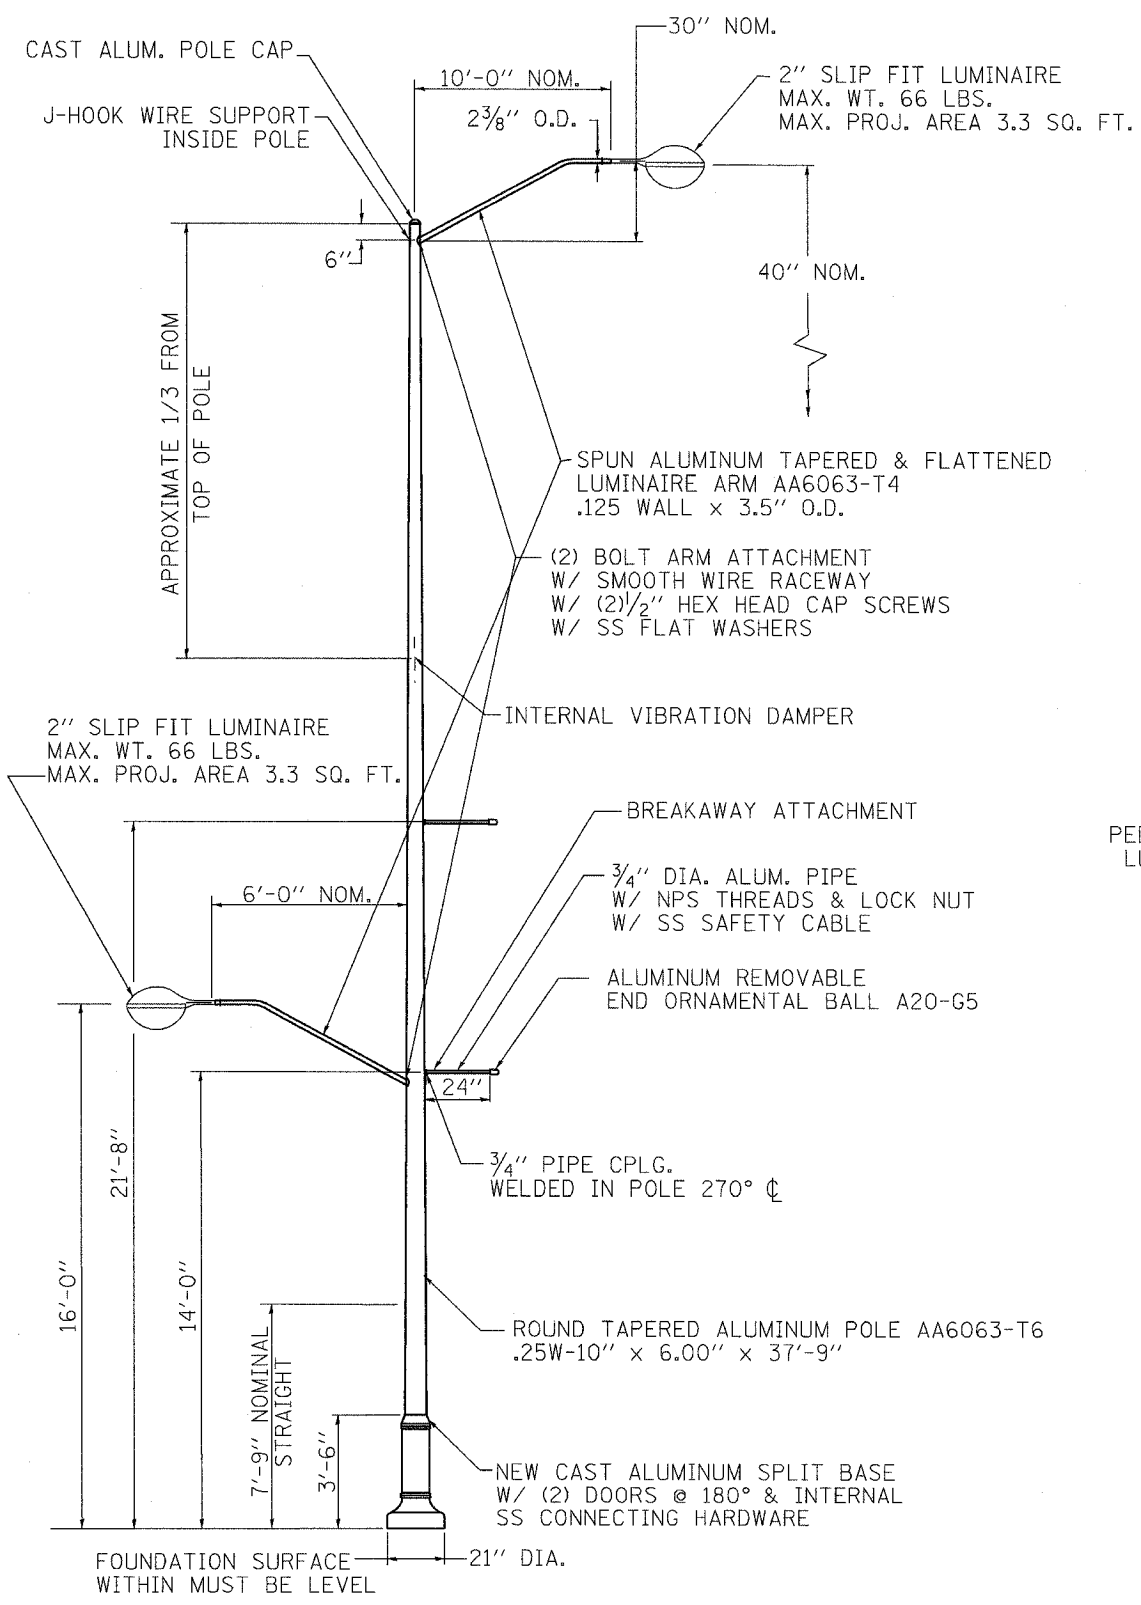 30" NOM.
CAST ALUM. POLE CAP
10'-0" NOM.
2" SLIP FIT LUMINAIRE
MAX. WT. 66 LBS.
MAX. PROJ. AREA 3.3 SQ. FT.
J-HOOK WIRE SUPPORT
INSIDE POLE
2⅜" O.D.
6"
40" NOM.
APPROXIMATE 1/3 FROM
TOP OF POLE
SPUN ALUMINUM TAPERED & FLATTENED
LUMINAIRE ARM AA6063-T4
.125 WALL x 3.5" O.D.
(2) BOLT ARM ATTACHMENT
W/ SMOOTH WIRE RACEWAY
W/ (2)½" HEX HEAD CAP SCREWS
W/ SS FLAT WASHERS
INTERNAL VIBRATION DAMPER
2" SLIP FIT LUMINAIRE
MAX. WT. 66 LBS.
MAX. PROJ. AREA 3.3 SQ. FT.
BREAKAWAY ATTACHMENT
¾" DIA. ALUM. PIPE
W/ NPS THREADS & LOCK NUT
W/ SS SAFETY CABLE
6'-0" NOM.
ALUMINUM REMOVABLE
END ORNAMENTAL BALL A20-G5
24"
¾" PIPE CPLG.
WELDED IN POLE 270° ℄
21'-8"
16'-0"
14'-0"
ROUND TAPERED ALUMINUM POLE AA6063-T6
.25W-10" x 6.00" x 37'-9"
7'-9" NOMINAL
STRAIGHT
3'-6"
NEW CAST ALUMINUM SPLIT BASE
W/ (2) DOORS @ 180° & INTERNAL
SS CONNECTING HARDWARE
FOUNDATION SURFACE
WITHIN MUST BE LEVEL
21" DIA.